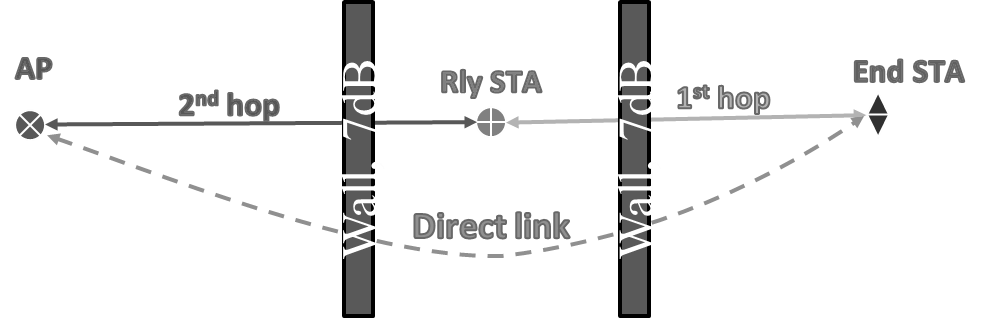 AP
2nd hop
Wall, 7dB
Rly STA
Direct link
Wall, 7dB
1st hop
End STA